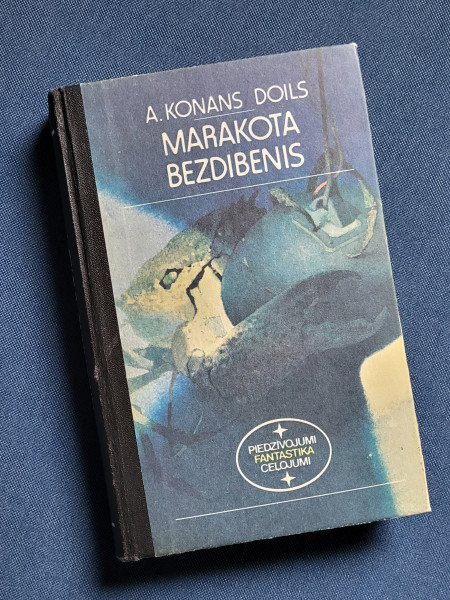 A. KONANS DOILS
MARAKOTA
BEZDIBENIS
PIEDZĪVOJUMI
FANTASTIKA
CEĻOJUMI